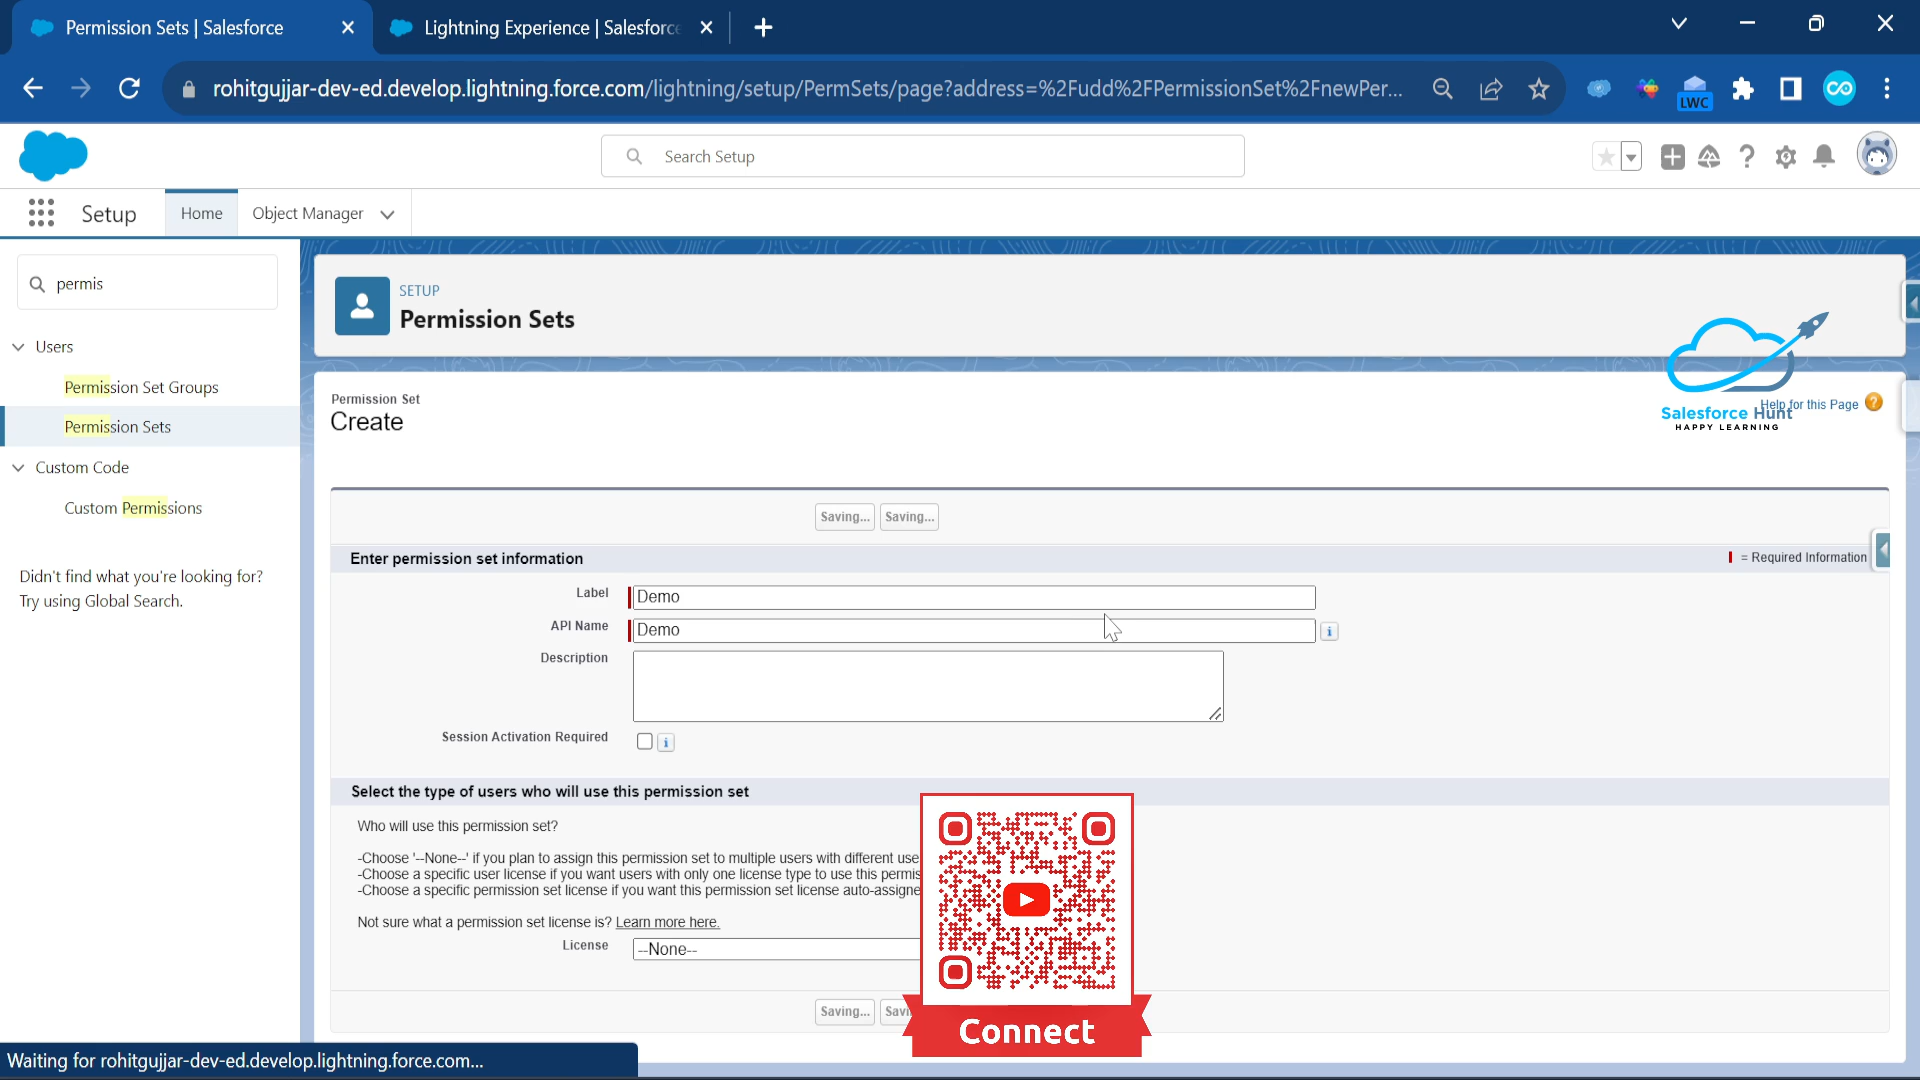 Permission Sets | Salesforce
Lightning Experience | Salesforc
rohitgujjar-dev-ed.develop.lightning.force.com/lightning/setup/PermSets/page?address=%2Fudd%2FPermissionSet%2FnewPer...
LWC
Search Setup
Setup
Home
Object Manager
permis
Users
Permission Set Groups
Permission Sets
Custom Code
Custom Permissions
Didn't find what you're looking for?
Try using Global Search.
SETUP
Permission Sets
Permission Set
Create
Help for this Page
Salesforce Hunt
HAPPY LEARNING
Saving...
Saving...
Enter permission set information
= Required Information
Label
Demo
API Name
Demo
Description
Session Activation Required
Select the type of users who will use this permission set
Who will use this permission set?
-Choose '--None--' if you plan to assign this permission set to multiple users with different use
-Choose a specific user license if you want users with only one license type to use this permis
-Choose a specific permission set license if you want this permission set license auto-assigne
Not sure what a permission set license is? Learn more here.
License
--None--
Saving...
Savi
Connect
Waiting for rohitgujjar-dev-ed.develop.lightning.force.com...